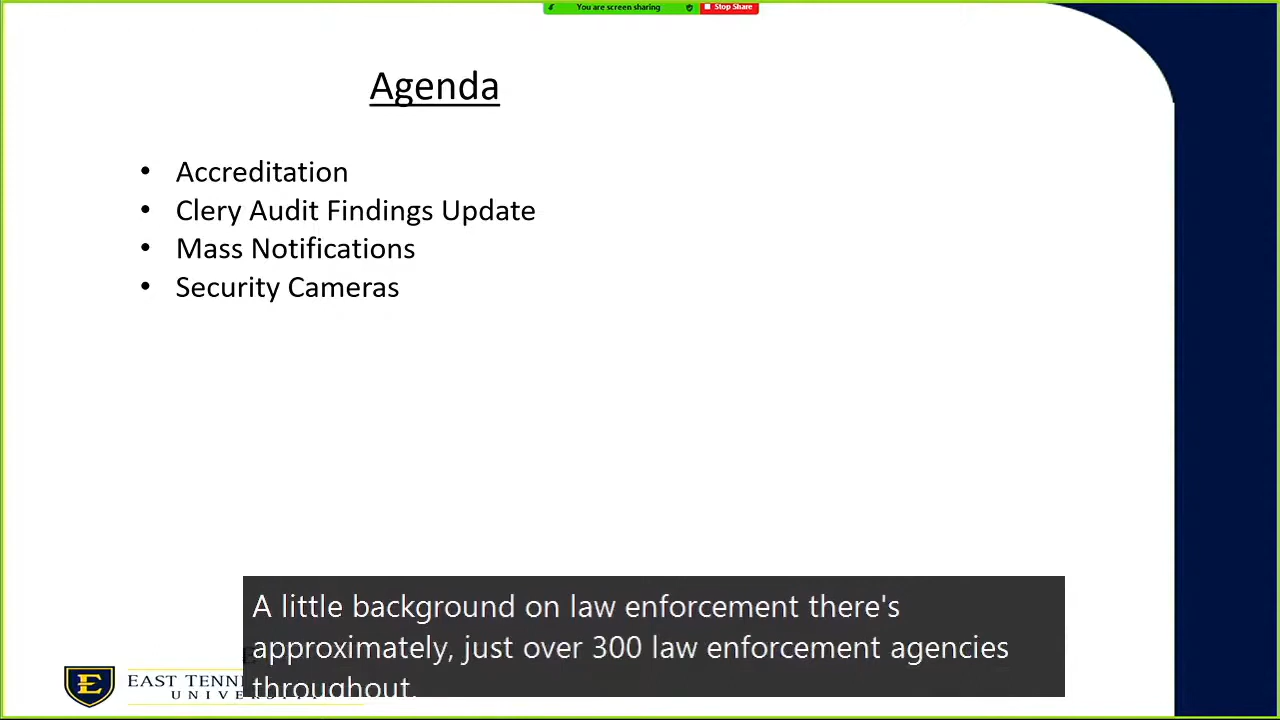 You are screen sharing
Stop Share
Agenda
• Accreditation
• Clery Audit Findings Update
• Mass Notifications
• Security Cameras
A little background on law enforcement there's
approximately, just over 300 law enforcement agencies
throughout.
E
EAST TENNE
UNIVE